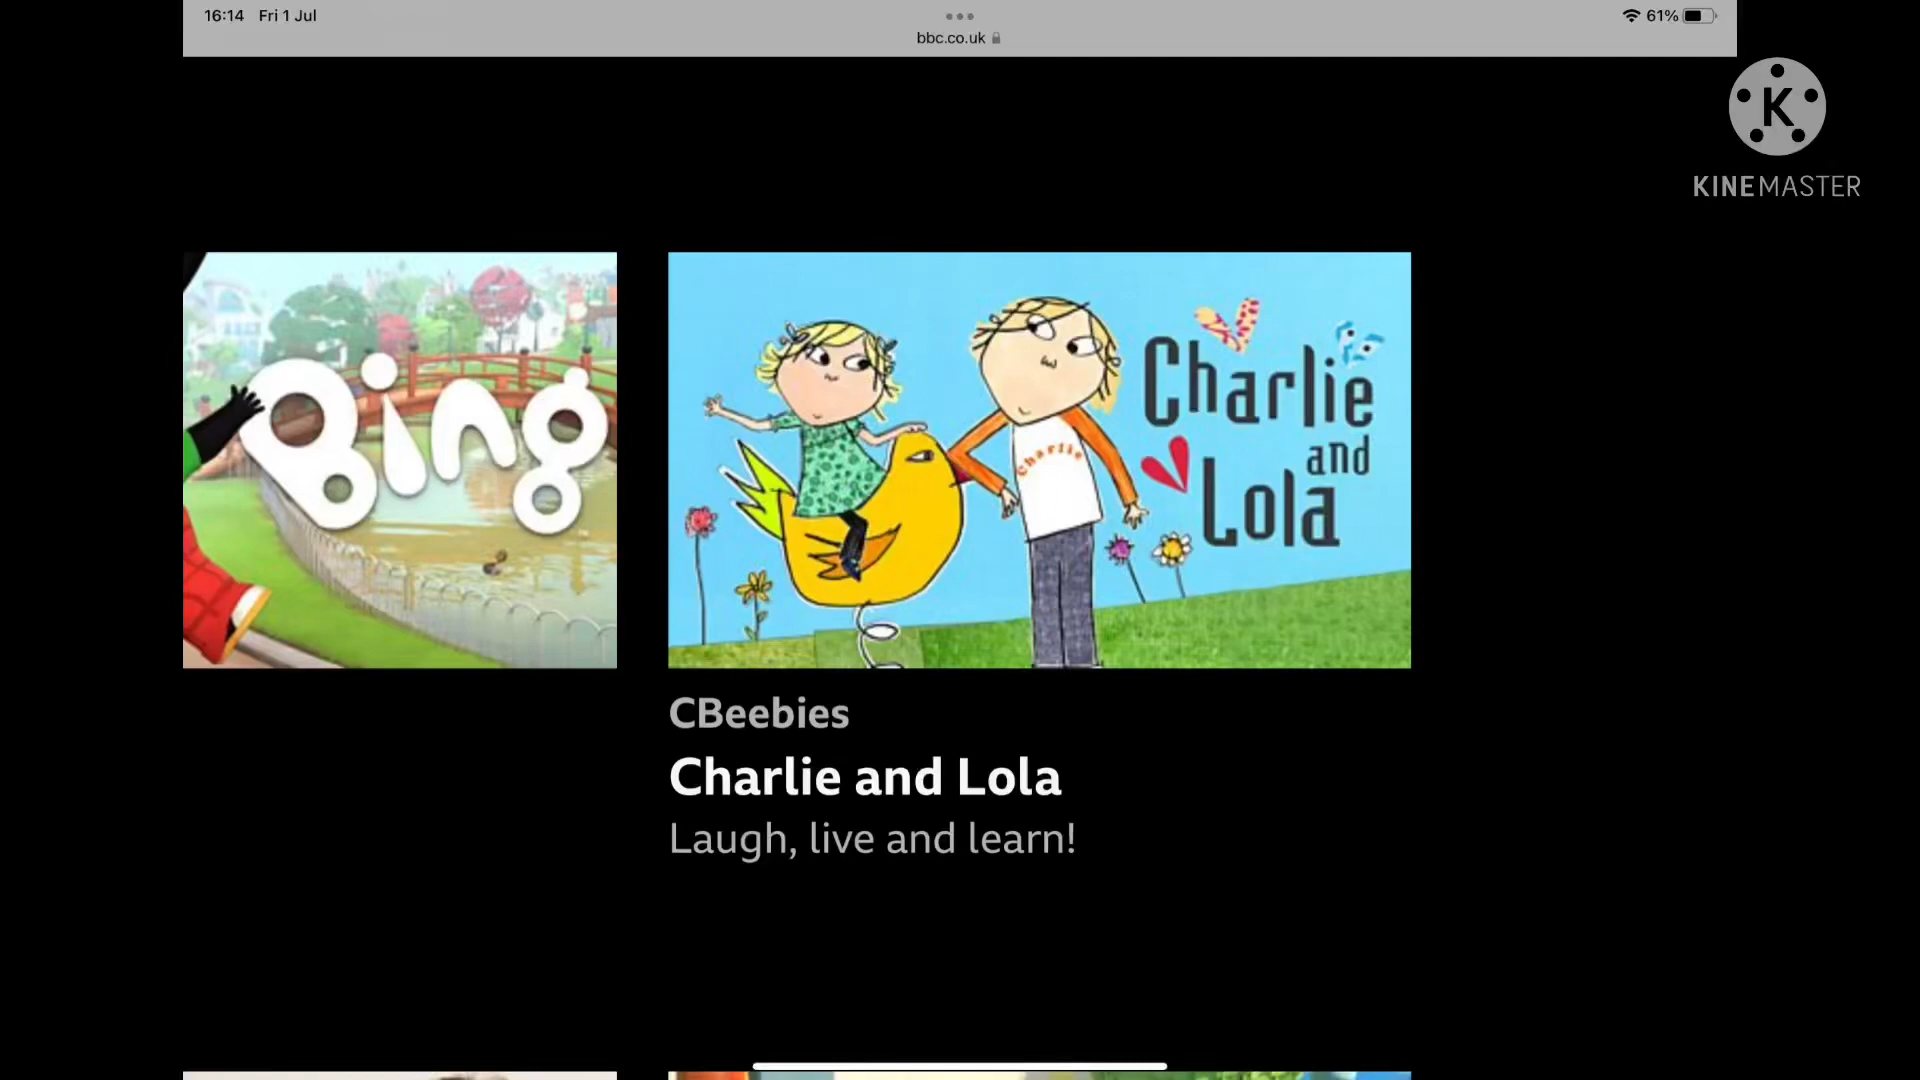 16:14 Fri 1 Jul
bbc.co.uk
61%
K
KINEMASTER
Bing
Charlie
and
Lola
Charlie
CBeebies
Charlie and Lola
Laugh, live and learn!